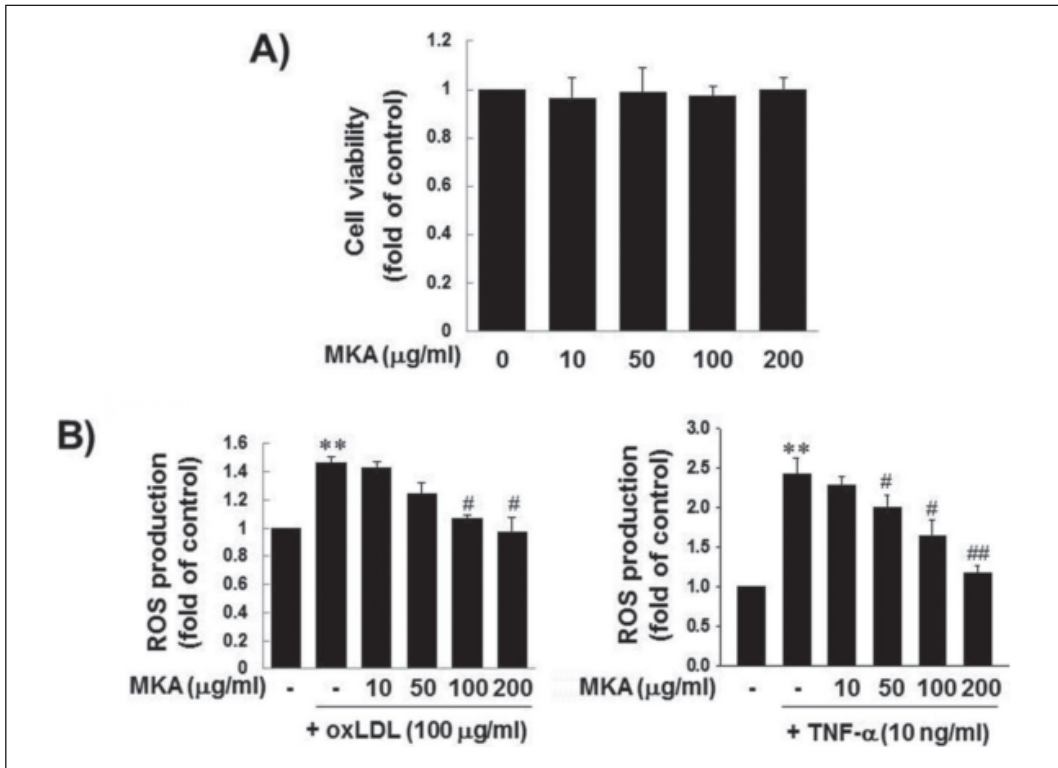 A)
Cell viability
(fold of control)
1.2
1
0.8
0.6
0.4
0.2
0
MKA (μg/ml)
0 10 50 100 200
B)
ROS production
(fold of control)
1.6
1.4
1.2
1
0.8
0.6
0.4
0.2
0
**
# #
MKA (μg/ml)
- - 10 50 100 200
+ oxLDL (100 μg/ml)
ROS production
(fold of control)
3.0
2.5
2.0
1.5
1.0
0.5
0.0
**
#
#
##
MKA (μg/ml)
- - 10 50 100 200
+ TNF-α (10 ng/ml)